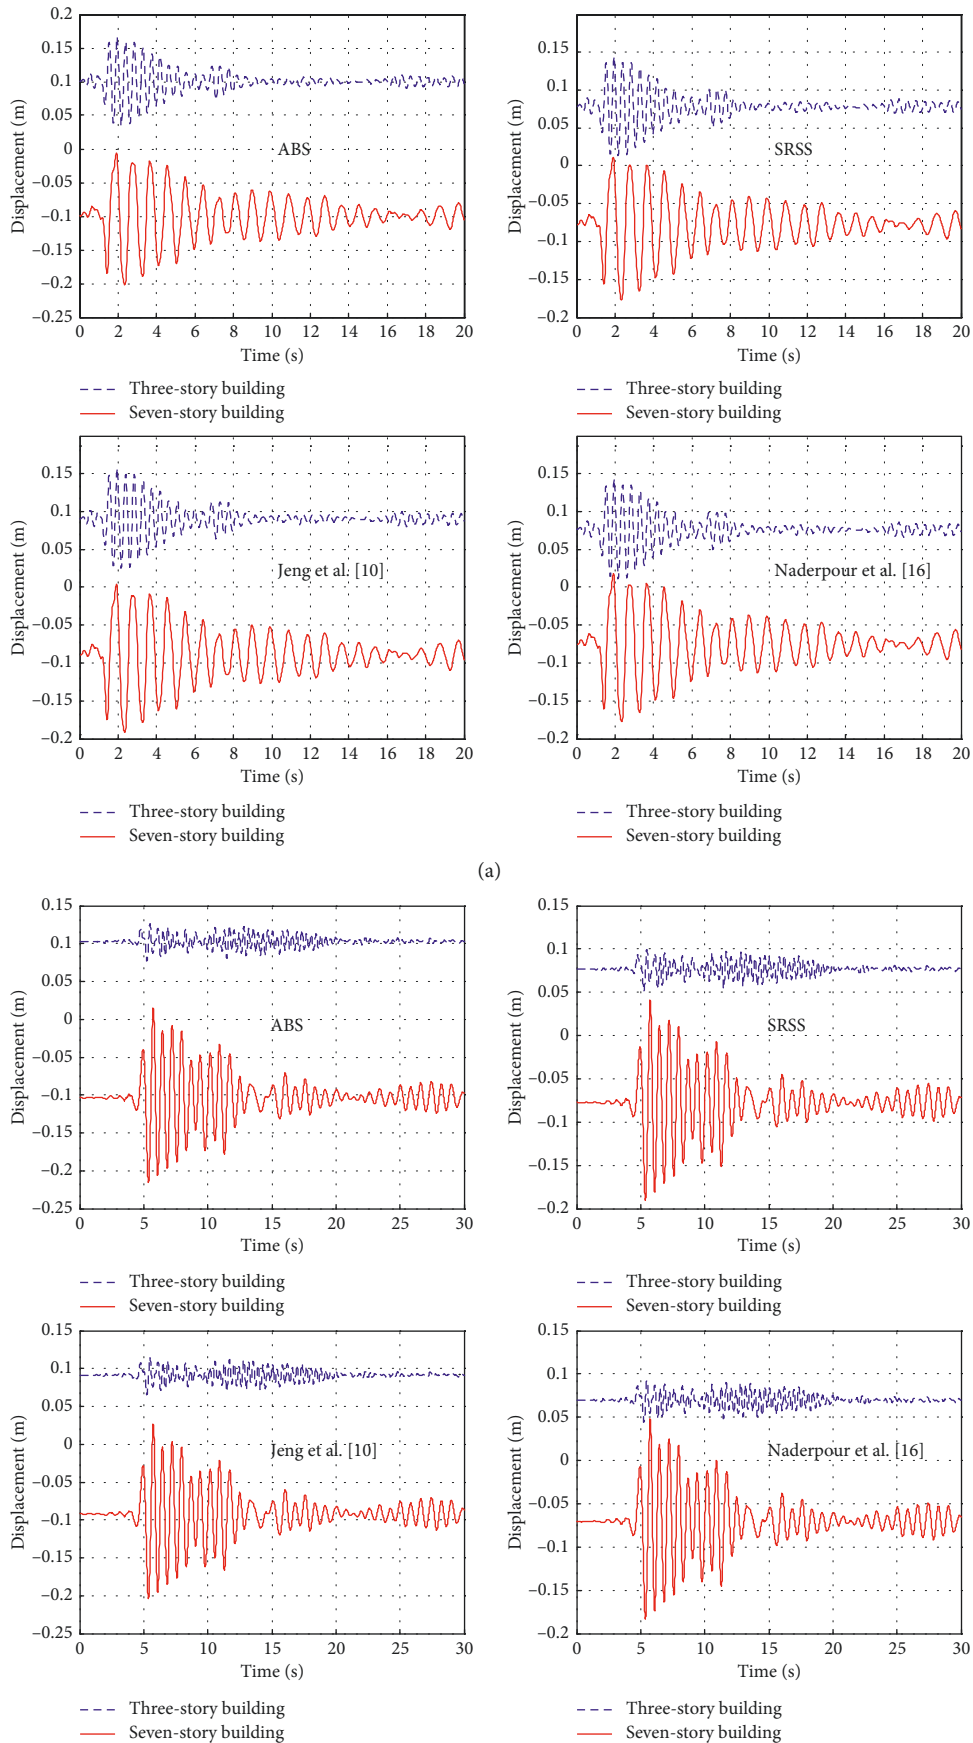 0.2
0.15
0.1
0.05
0
−0.05
−0.1
−0.15
−0.2
−0.25
Displacement (m)
ABS
0 2 4 6 8 10 12 14 16 18 20
Time (s)
Three-story building
Seven-story building
0.15
0.1
0.05
0
−0.05
−0.1
−0.15
−0.2
Displacement (m)
SRSS
0 2 4 6 8 10 12 14 16 18 20
Time (s)
Three-story building
Seven-story building
0.15
0.1
0.05
0
−0.05
−0.1
−0.15
−0.2
Displacement (m)
Jeng et al. [10]
0 2 4 6 8 10 12 14 16 18 20
Time (s)
Three-story building
Seven-story building
0.15
0.1
0.05
0
−0.05
−0.1
−0.15
−0.2
Displacement (m)
Naderpour et al. [16]
0 2 4 6 8 10 12 14 16 18 20
Time (s)
Three-story building
Seven-story building
(a)
0.15
0.1
0.05
0
−0.05
−0.1
−0.15
−0.2
−0.25
Displacement (m)
ABS
0 5 10 15 20 25 30
Time (s)
Three-story building
Seven-story building
0.15
0.1
0.05
0
−0.05
−0.1
−0.15
−0.2
Displacement (m)
SRSS
0 5 10 15 20 25 30
Time (s)
Three-story building
Seven-story building
0.15
0.1
0.05
0
−0.05
−0.1
−0.15
−0.2
−0.25
Displacement (m)
Jeng et al. [10]
0 5 10 15 20 25 30
Time (s)
Three-story building
Seven-story building
0.15
0.1
0.05
0
−0.05
−0.1
−0.15
−0.2
Displacement (m)
Naderpour et al. [16]
0 5 10 15 20 25 30
Time (s)
Three-story building
Seven-story building